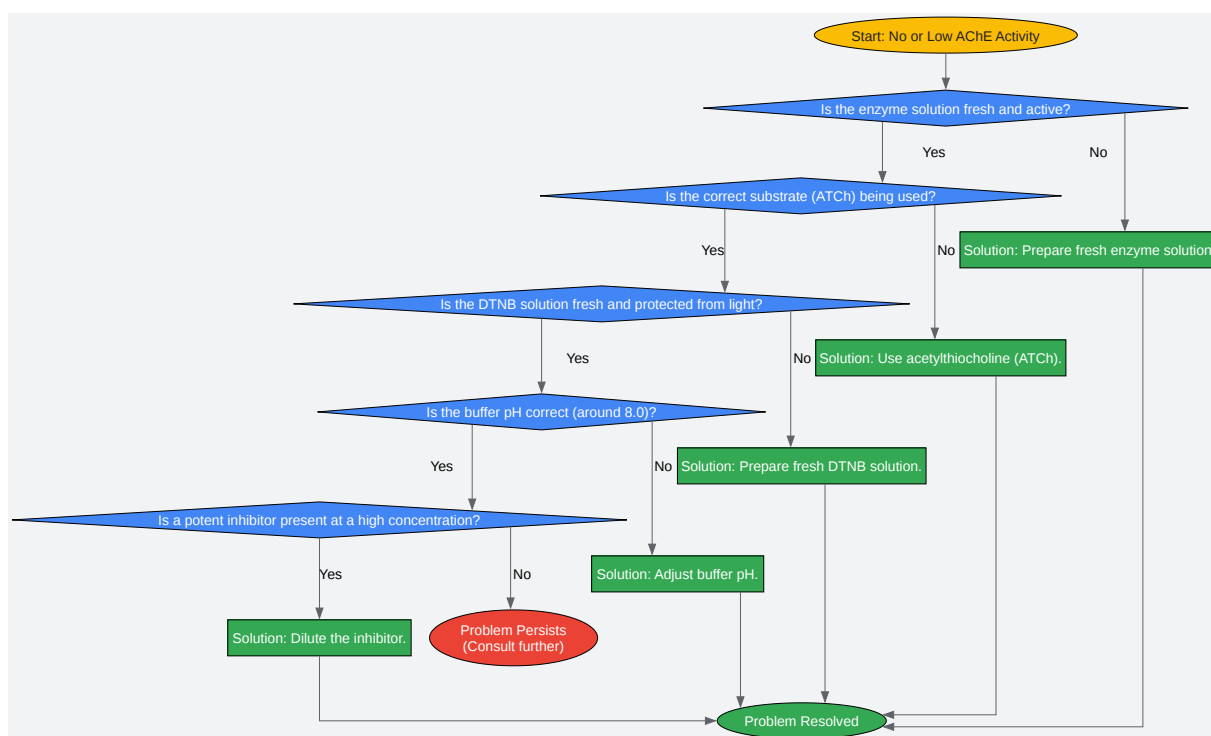 Start: No or Low AChE Activity
Is the enzyme solution fresh and active?
Yes
No
Is the correct substrate (ATCh) being used?
Yes
No
Solution: Prepare fresh enzyme solution
Is the DTNB solution fresh and protected from light?
Yes
No
Solution: Use acetylthiocholine (ATCh).
Is the buffer pH correct (around 8.0)?
Yes
No
Solution: Prepare fresh DTNB solution.
Is a potent inhibitor present at a high concentration?
Yes
No
Solution: Adjust buffer pH.
Solution: Dilute the inhibitor.
Problem Persists
(Consult further)
Problem Resolved